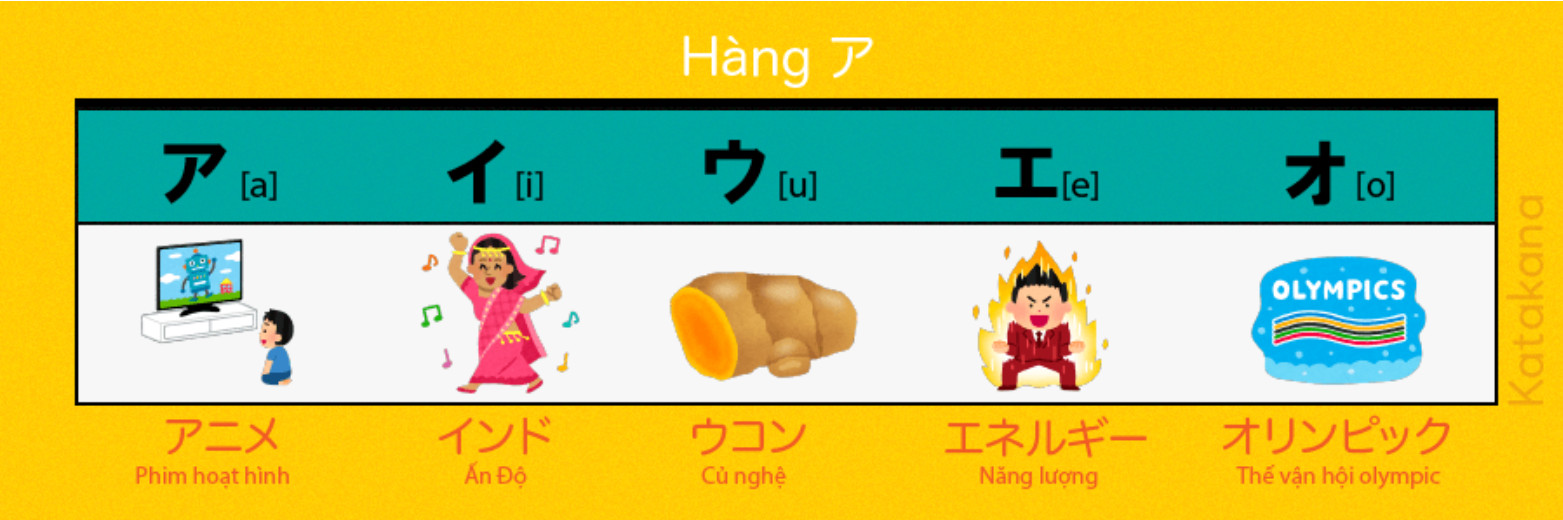 Hàng ア
ア [a] イ [i] ウ [u] エ [e] オ [o]
OLYMPICS
アニメ インド ウコン エネルギー オリンピック
Phim hoạt hình Ấn Độ Củ nghệ Năng lượng Thế vận hội olympic
Katakana